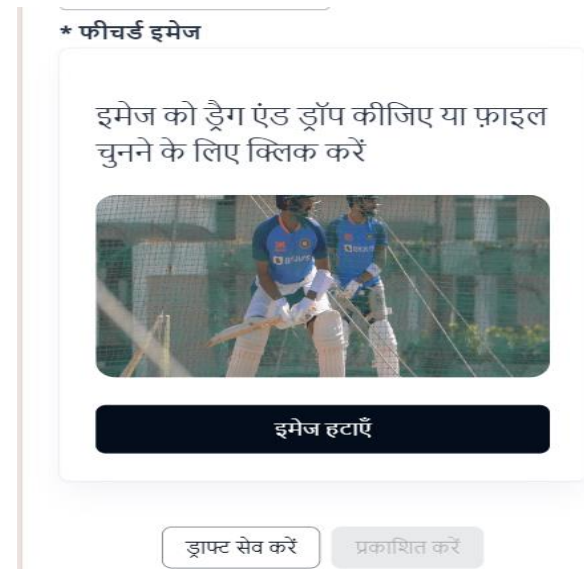 * फीचर्ड इमेज
इमेज को ड्रैग एंड ड्रॉप कीजिए या फ़ाइल
चुनने के लिए क्लिक करें
इमेज हटाएँ
ड्राफ्ट सेव करें
प्रकाशित करें